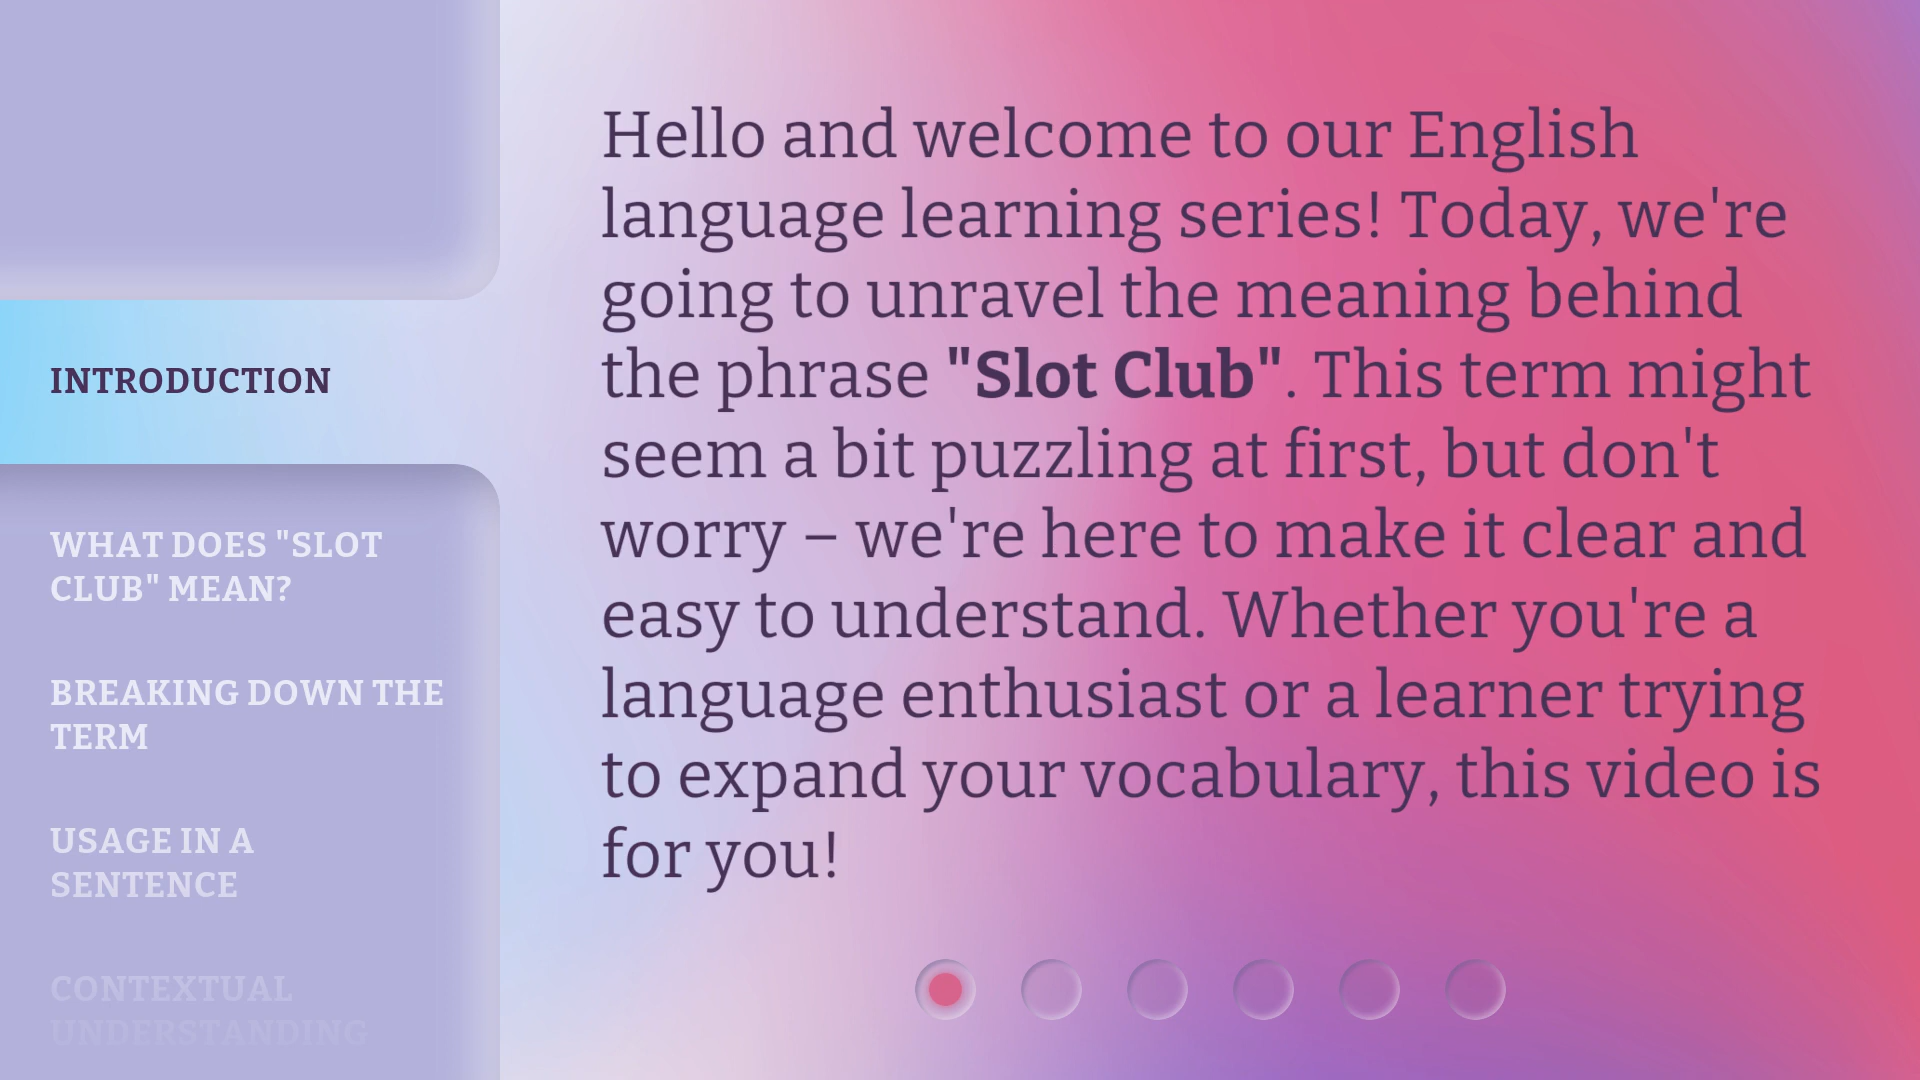 INTRODUCTION
WHAT DOES "SLOT
CLUB" MEAN?
BREAKING DOWN THE
TERM
USAGE IN A
SENTENCE
CONTEXTUAL
UNDERSTANDING
Hello and welcome to our English
language learning series! Today, we're
going to unravel the meaning behind
the phrase "Slot Club". This term might
seem a bit puzzling at first, but don't
worry – we're here to make it clear and
easy to understand. Whether you're a
language enthusiast or a learner trying
to expand your vocabulary, this video is
for you!